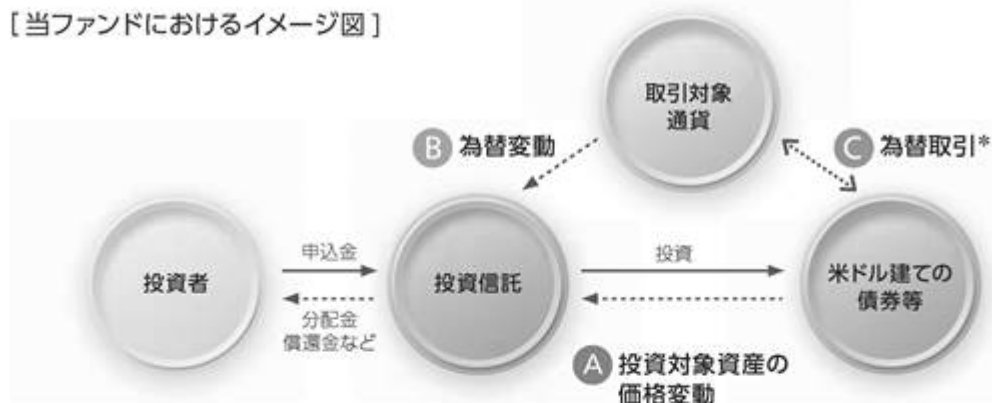 [当ファンドにおけるイメージ図]
取引対象
通貨
B 為替変動
C 為替取引*
投資者
申込金
分配金
償還金など
投資信託
投資
米ドル建ての
債券等
A 投資対象資産の
価格変動